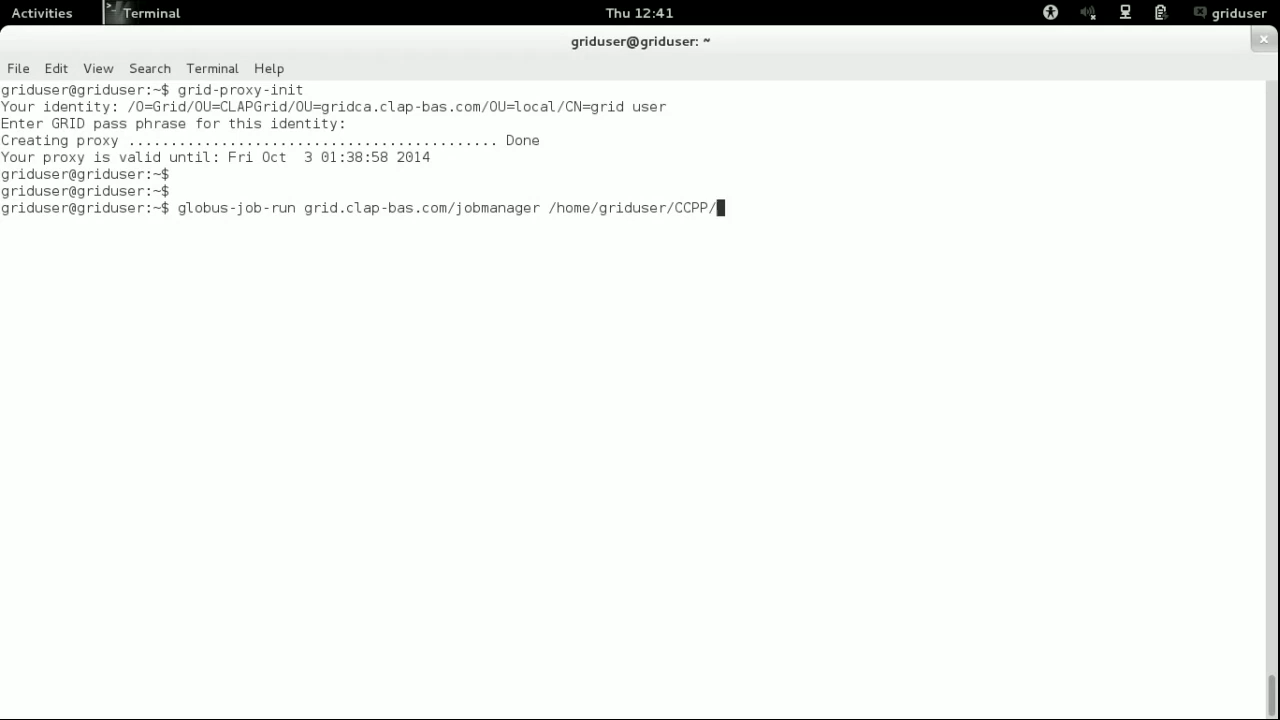 Activities
Terminal
Thu 12:41
griduser
griduser@griduser: ~
File Edit View Search Terminal Help
griduser@griduser:~$ grid-proxy-init
Your identity: /O=Grid/OU=CLAPGrid/OU=gridca.clap-bas.com/OU=local/CN=grid user
Enter GRID pass phrase for this identity:
Creating proxy ............................................ Done
Your proxy is valid until: Fri Oct  3 01:38:58 2014
griduser@griduser:~$
griduser@griduser:~$
griduser@griduser:~$ globus-job-run grid.clap-bas.com/jobmanager /home/griduser/CCPP/